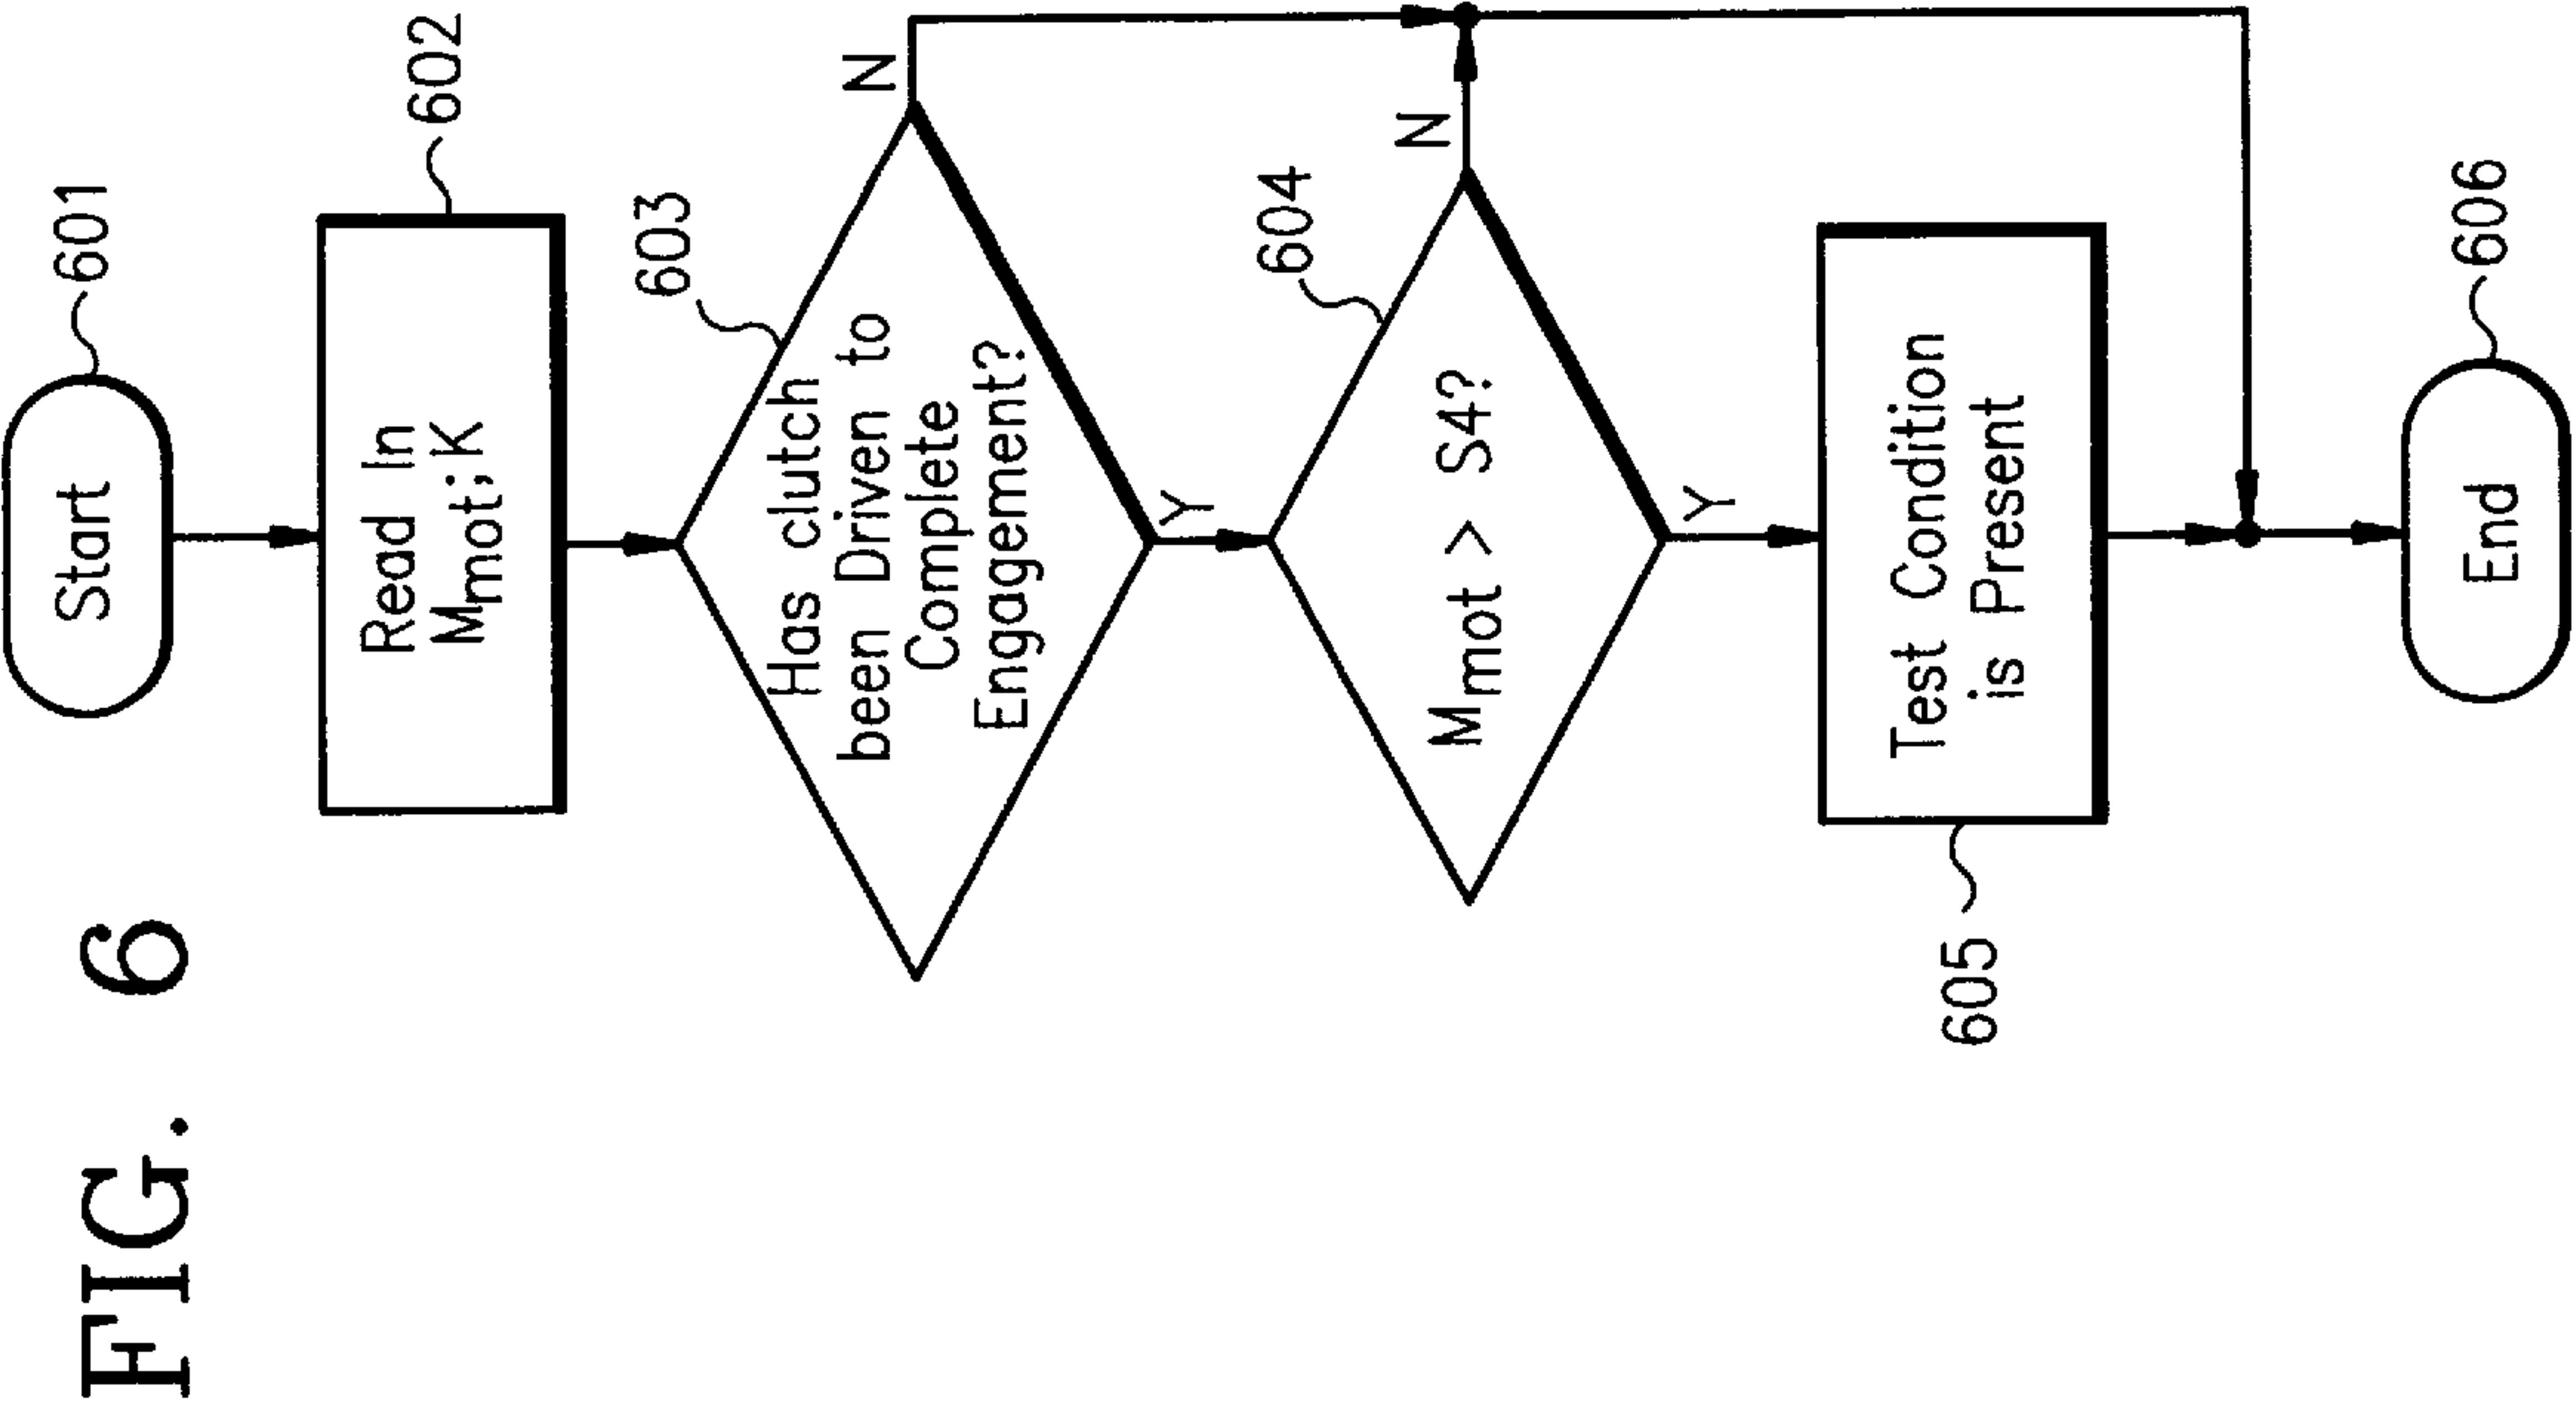 FIG. 6
Start
601
Read In
Mmot;K
602
Has clutch
been Driven to
Complete
Engagement?
603
N
Y
Mmot > S4?
604
N
Y
Test Condition
is Present
605
End
606